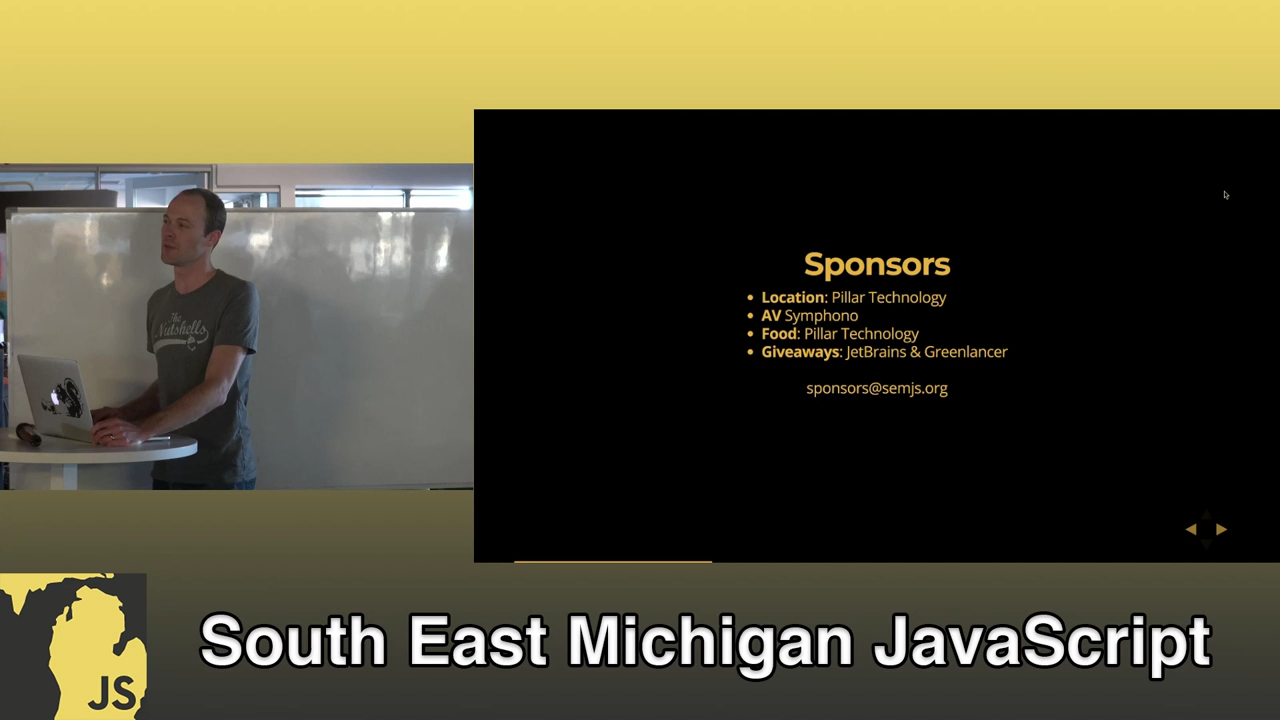 The
Nutshells
Sponsors
Location: Pillar Technology
AV Symphono
Food: Pillar Technology
Giveaways: JetBrains & Greenlancer
sponsors@semjs.org
JS
South East Michigan JavaScript